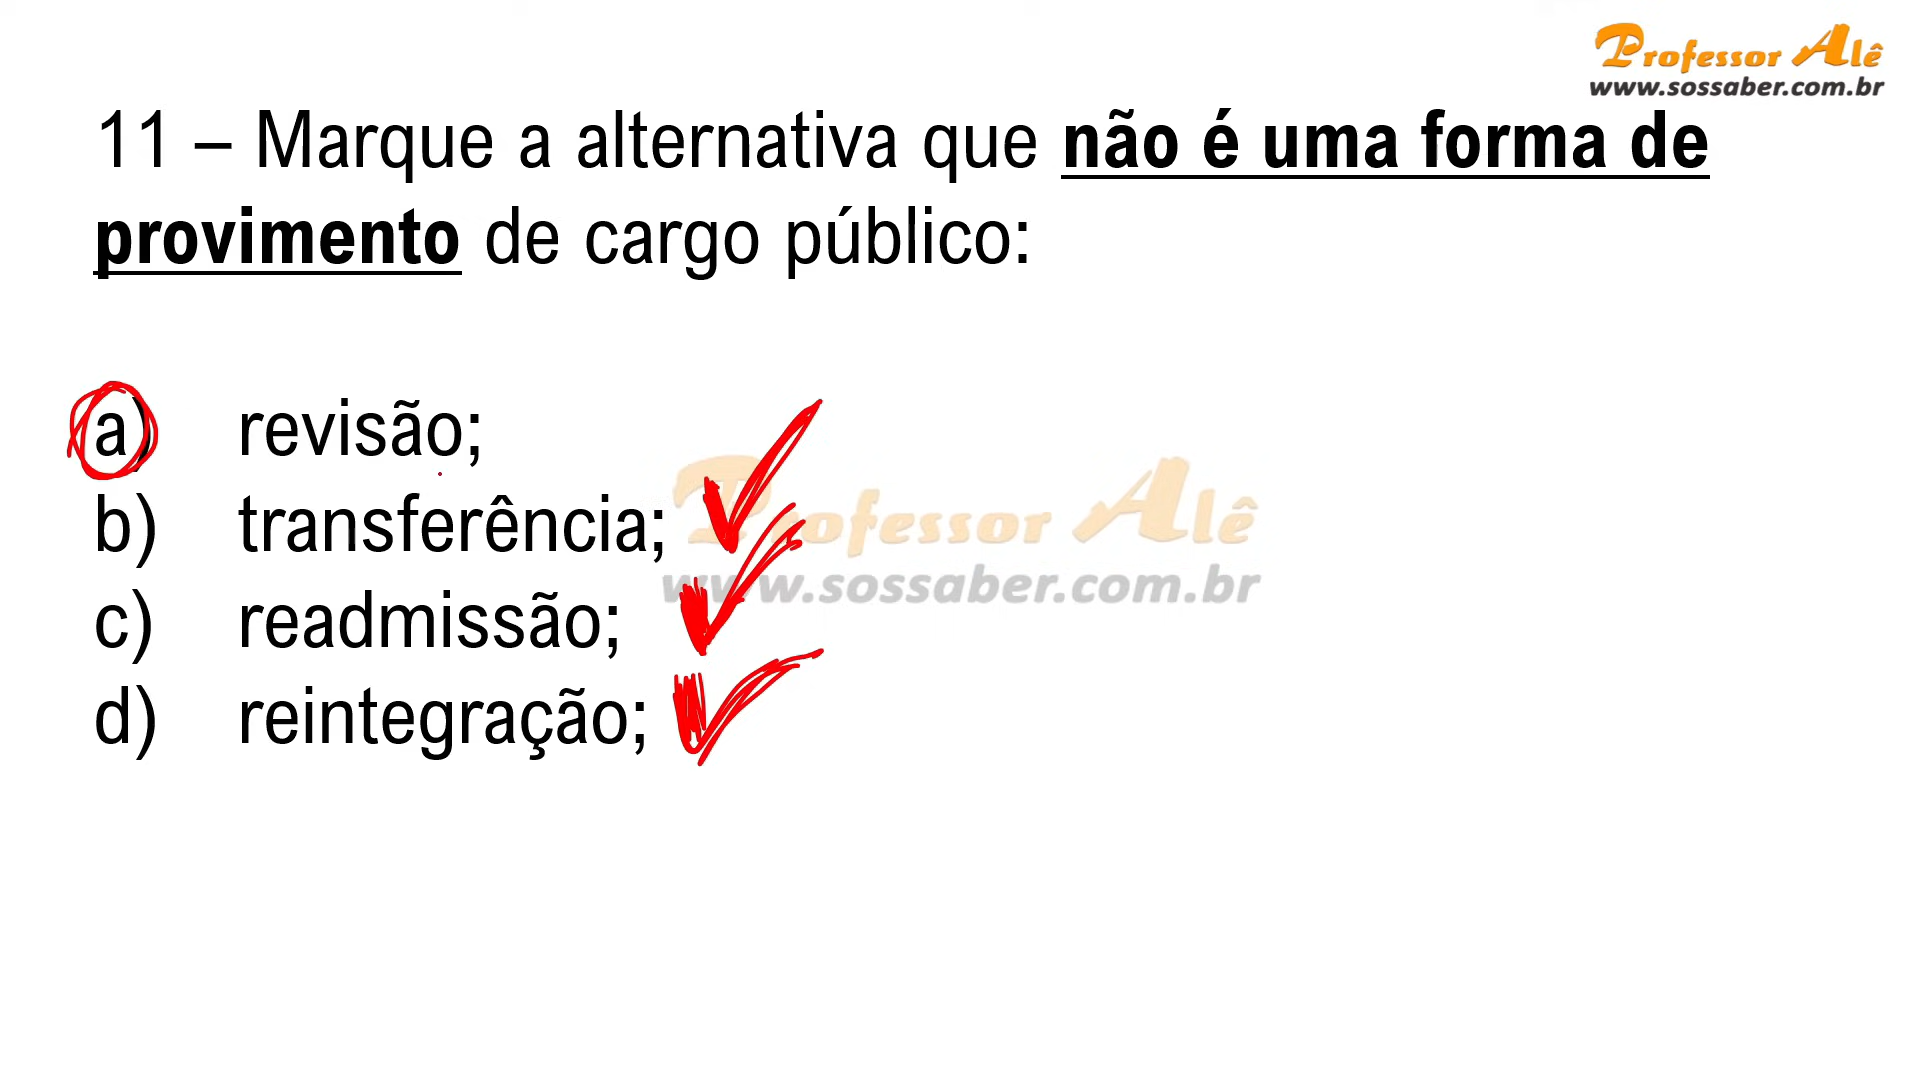 Professor Alê
www.sossaber.com.br
11 – Marque a alternativa que não é uma forma de
provimento de cargo público:
a) revisão;
b) transferência;
c) readmissão;
d) reintegração;
Professor Alê
www.sossaber.com.br